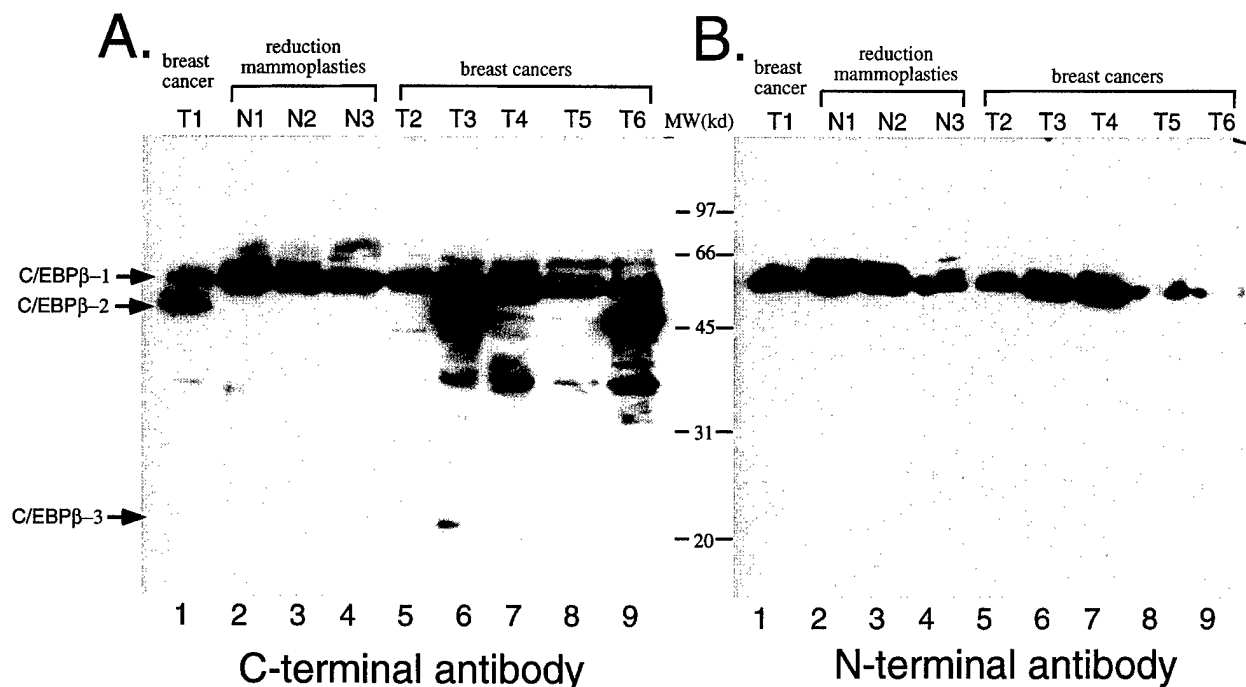 A.
breast
cancer
reduction
mammoplasties
breast cancers
T1 N1 N2 N3 T2 T3 T4 T5 T6
MW(kd)
B.
breast
cancer
reduction
mammoplasties
breast cancers
T1 N1 N2 N3 T2 T3 T4 T5 T6
C/EBPβ–1
C/EBPβ–2
C/EBPβ–3
97
66
45
31
20
1 2 3 4 5 6 7 8 9
C-terminal antibody
1 2 3 4 5 6 7 8 9
N-terminal antibody